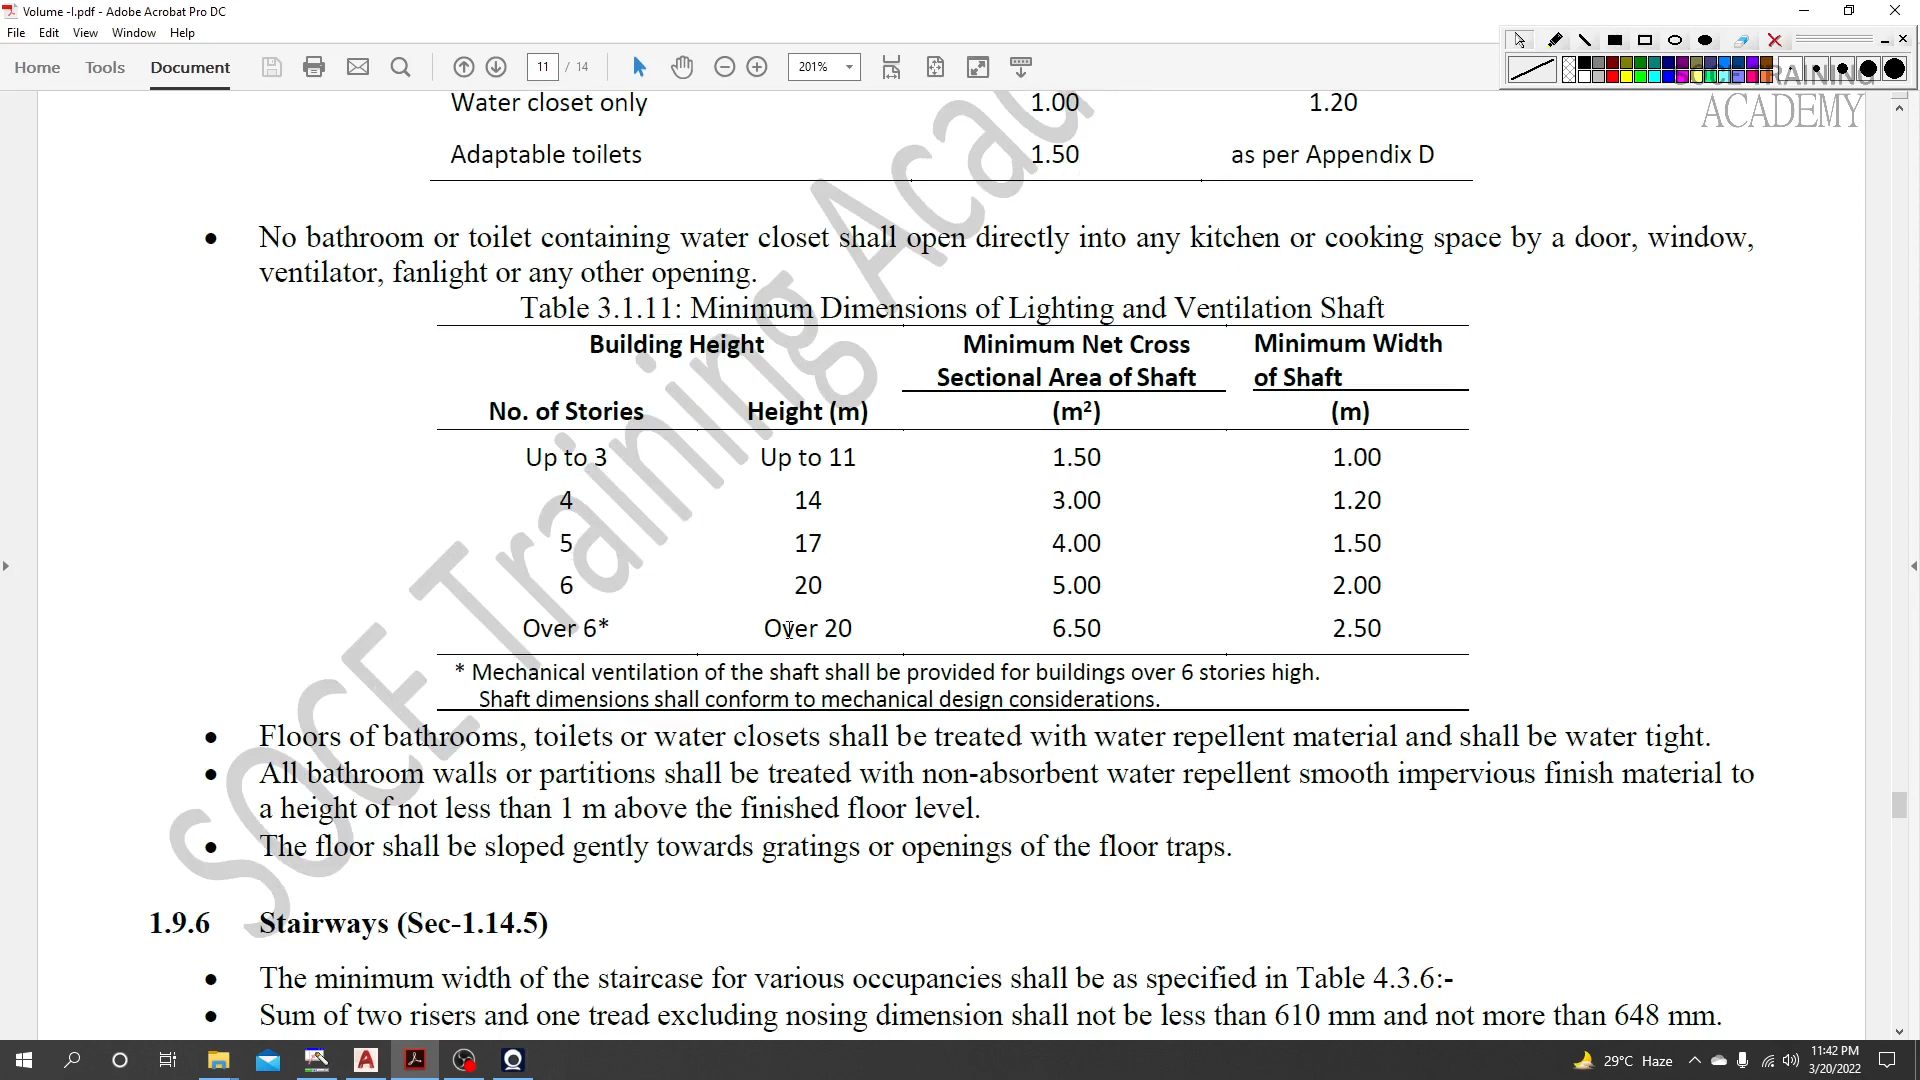 Volume -I.pdf - Adobe Acrobat Pro DC
File Edit View Window Help
Home Tools Document 11 / 14 201%
TRAINING
ACADEMY
Water closet only 1.00 1.20
Adaptable toilets 1.50 as per Appendix D
• No bathroom or toilet containing water closet shall open directly into any kitchen or cooking space by a door, window,
ventilator, fanlight or any other opening.
Table 3.1.11: Minimum Dimensions of Lighting and Ventilation Shaft
Building Height Minimum Net Cross Minimum Width
Sectional Area of Shaft of Shaft
No. of Stories Height (m) (m²) (m)
Up to 3 Up to 11 1.50 1.00
4 14 3.00 1.20
5 17 4.00 1.50
6 20 5.00 2.00
Over 6* Over 20 6.50 2.50
* Mechanical ventilation of the shaft shall be provided for buildings over 6 stories high.
Shaft dimensions shall conform to mechanical design considerations.
• Floors of bathrooms, toilets or water closets shall be treated with water repellent material and shall be water tight.
• All bathroom walls or partitions shall be treated with non-absorbent water repellent smooth impervious finish material to
a height of not less than 1 m above the finished floor level.
• The floor shall be sloped gently towards gratings or openings of the floor traps.
1.9.6 Stairways (Sec-1.14.5)
• The minimum width of the staircase for various occupancies shall be as specified in Table 4.3.6:-
• Sum of two risers and one tread excluding nosing dimension shall not be less than 610 mm and not more than 648 mm.
SOCE Training Aca
29°C Haze 11:42 PM
3/20/2022